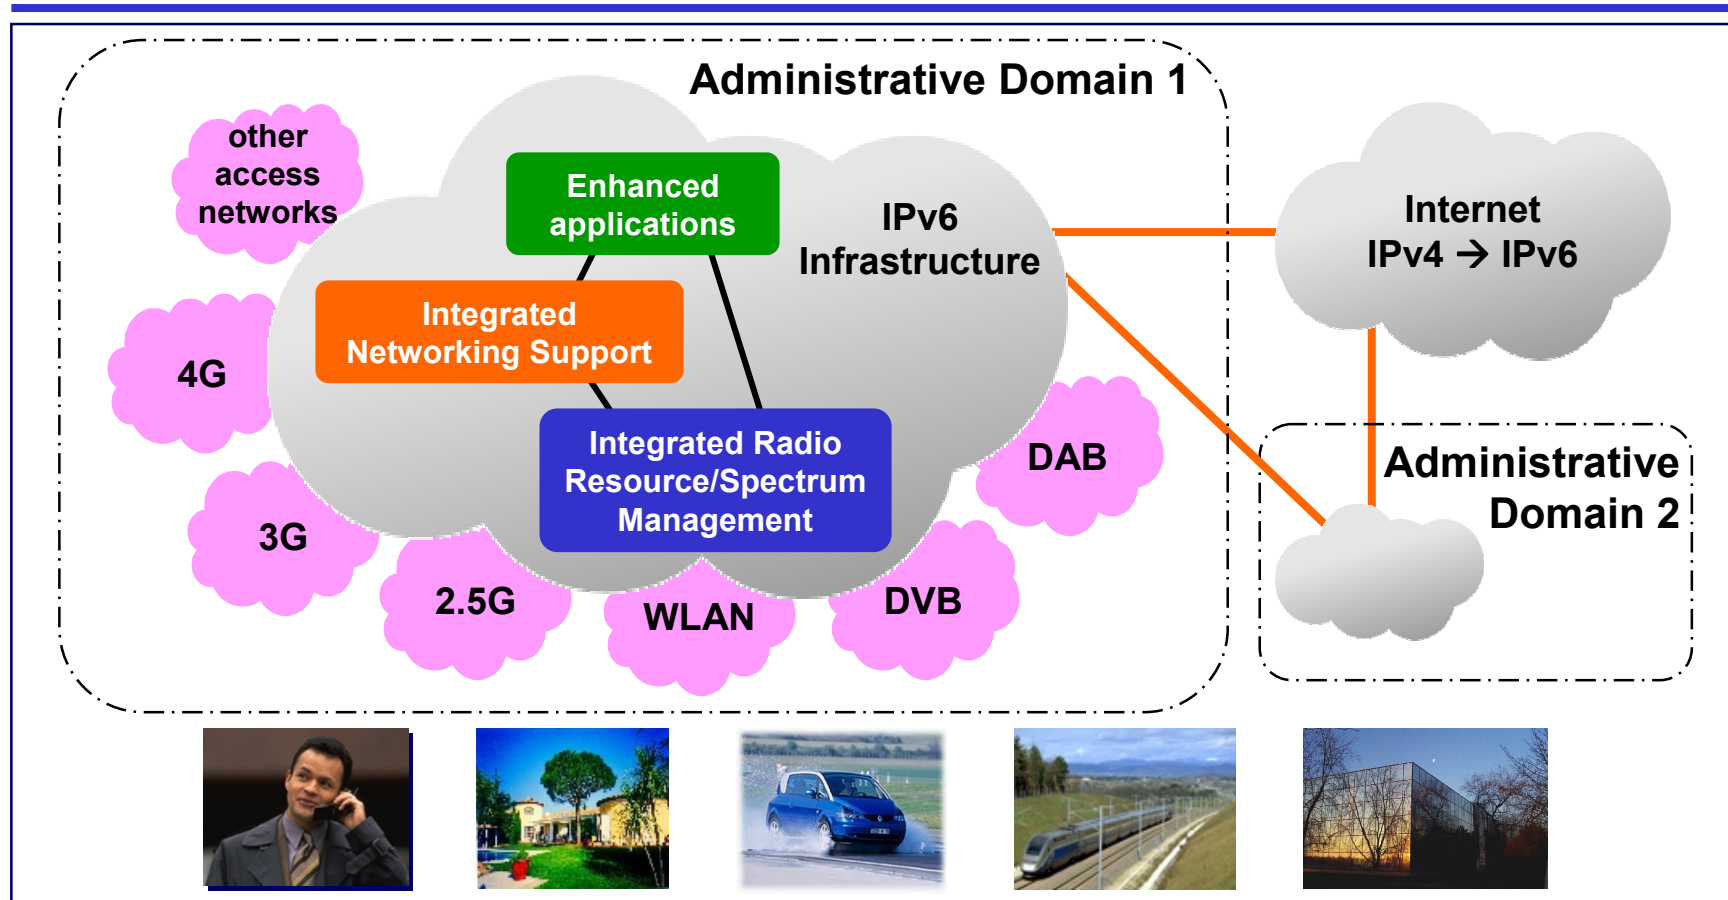 Administrative Domain 1
other
access
networks
Enhanced
applications
IPv6
Infrastructure
Internet
IPv4 → IPv6
Integrated
Networking Support
4G
Integrated Radio
Resource/Spectrum
Management
DAB
Administrative
Domain 2
3G
2.5G
WLAN
DVB